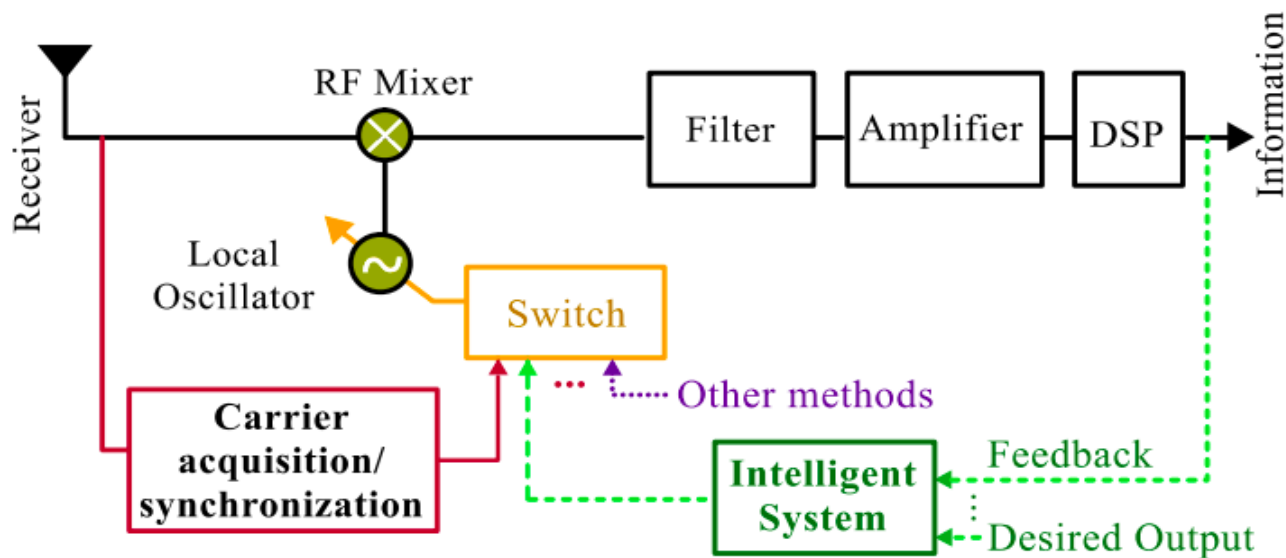 Receiver
RF Mixer
Filter
Amplifier
DSP
Information
Local
Oscillator
Switch
...
Other methods
Carrier
acquisition/
synchronization
Intelligent
System
Feedback
...
Desired Output